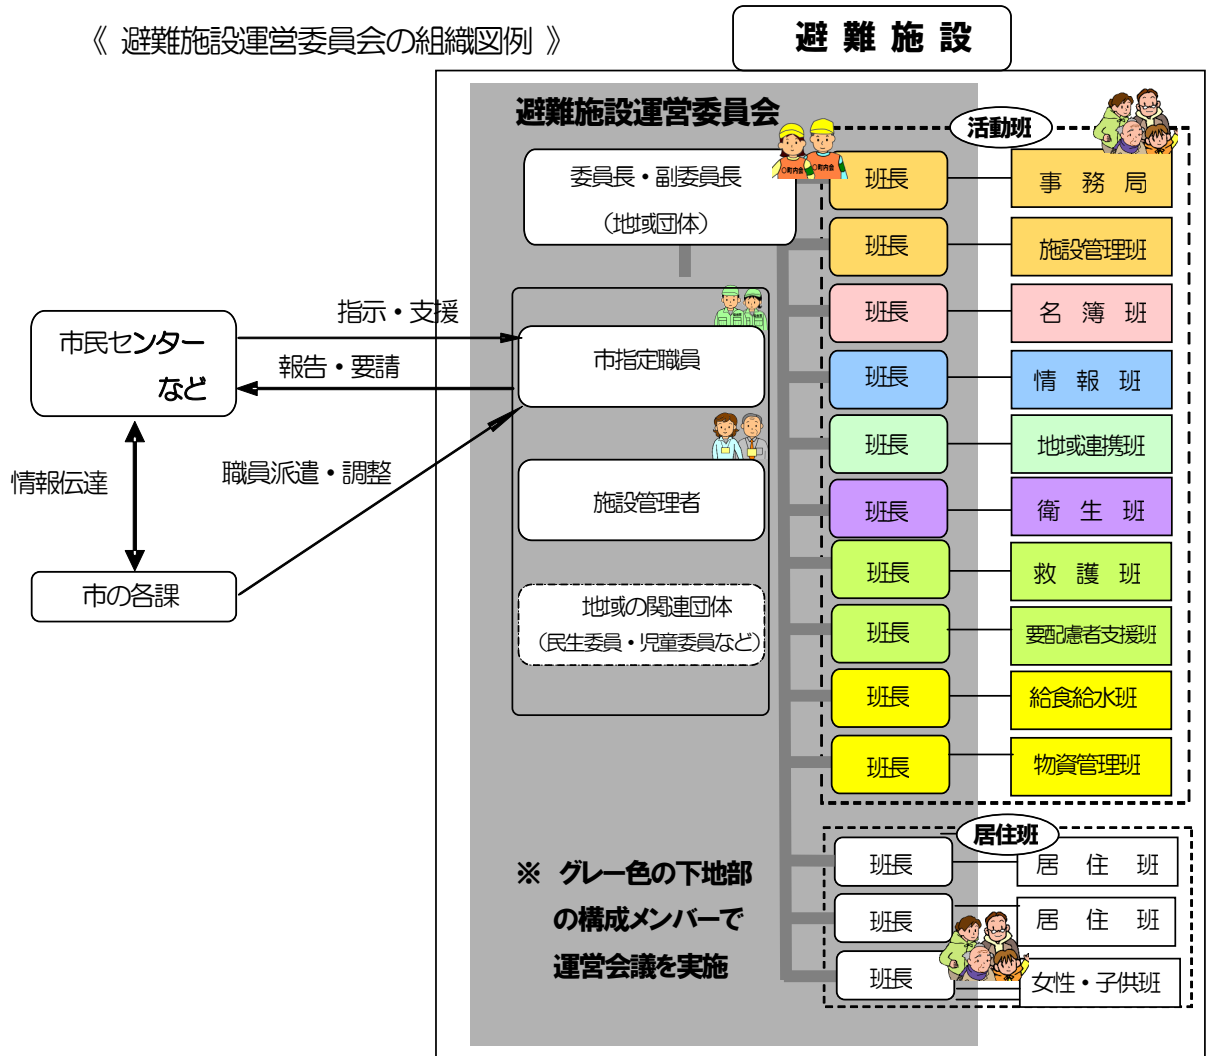 《 避難施設運営委員会の組織図例 》
避 難 施 設
避難施設運営委員会
活動班
委員長・副委員長
（地域団体）
〇町内会
〇町内会
班長
事 務 局
班長
施設管理班
班長
名 簿 班
班長
情 報 班
班長
地域連携班
班長
衛 生 班
班長
救 護 班
班長
要配慮者支援班
班長
給食給水班
班長
物資管理班
指示・支援
市民センター
など
報告・要請
市指定職員
情報伝達
職員派遣・調整
施設管理者
市の各課
地域の関連団体
（民生委員・児童委員など）
居住班
班長
居 住 班
班長
居 住 班
班長
女性・子供班
※ グレー色の下地部
の構成メンバーで
運営会議を実施